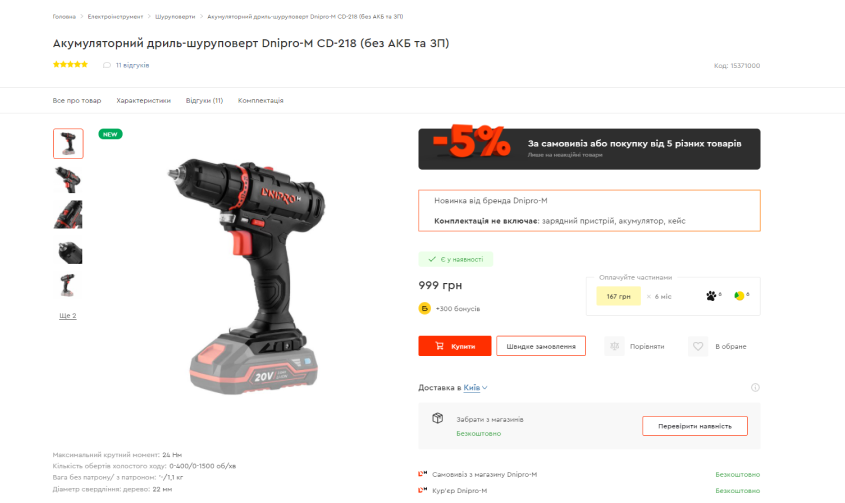 Головна > Електроінструмент > Шуруповерти > Акумуляторний дриль-шуруповерт Dnipro-M CD-218 (без АКБ та ЗП)
Акумуляторний дриль-шуруповерт Dnipro-M CD-218 (без АКБ та ЗП)
11 відгуків
Код: 15371000
Все про товар Характеристики Відгуки (11) Комплектація
NEW
-5%
За самовивіз або покупку від 5 різних товарів
Лише на неакційні товари
DNIPRO M
20V
Ще 2
Новинка від бренда Dnipro-M
Комплектація не включає: зарядний пристрій, акумулятор, кейс
Є у наявності
999 грн
Оплачуйте частинами
167 грн × 6 міс
6 6
Б +300 бонусів
Купити
Швидке замовлення
Порівняти
В обране
Доставка в Київ
Забрати з магазинів
Безкоштовно
Перевірити наявність
Самовивіз з магазину Dnipro-M Безкоштовно
Кур'єр Dnipro-M Безкоштовно
Максимальний крутний момент: 24 Нм
Кількість обертів холостого ходу: 0-400/0-1500 об/хв
Вага без патрону/ з патроном: -/1,1 кг
Діаметр свердління: дерево: 22 мм